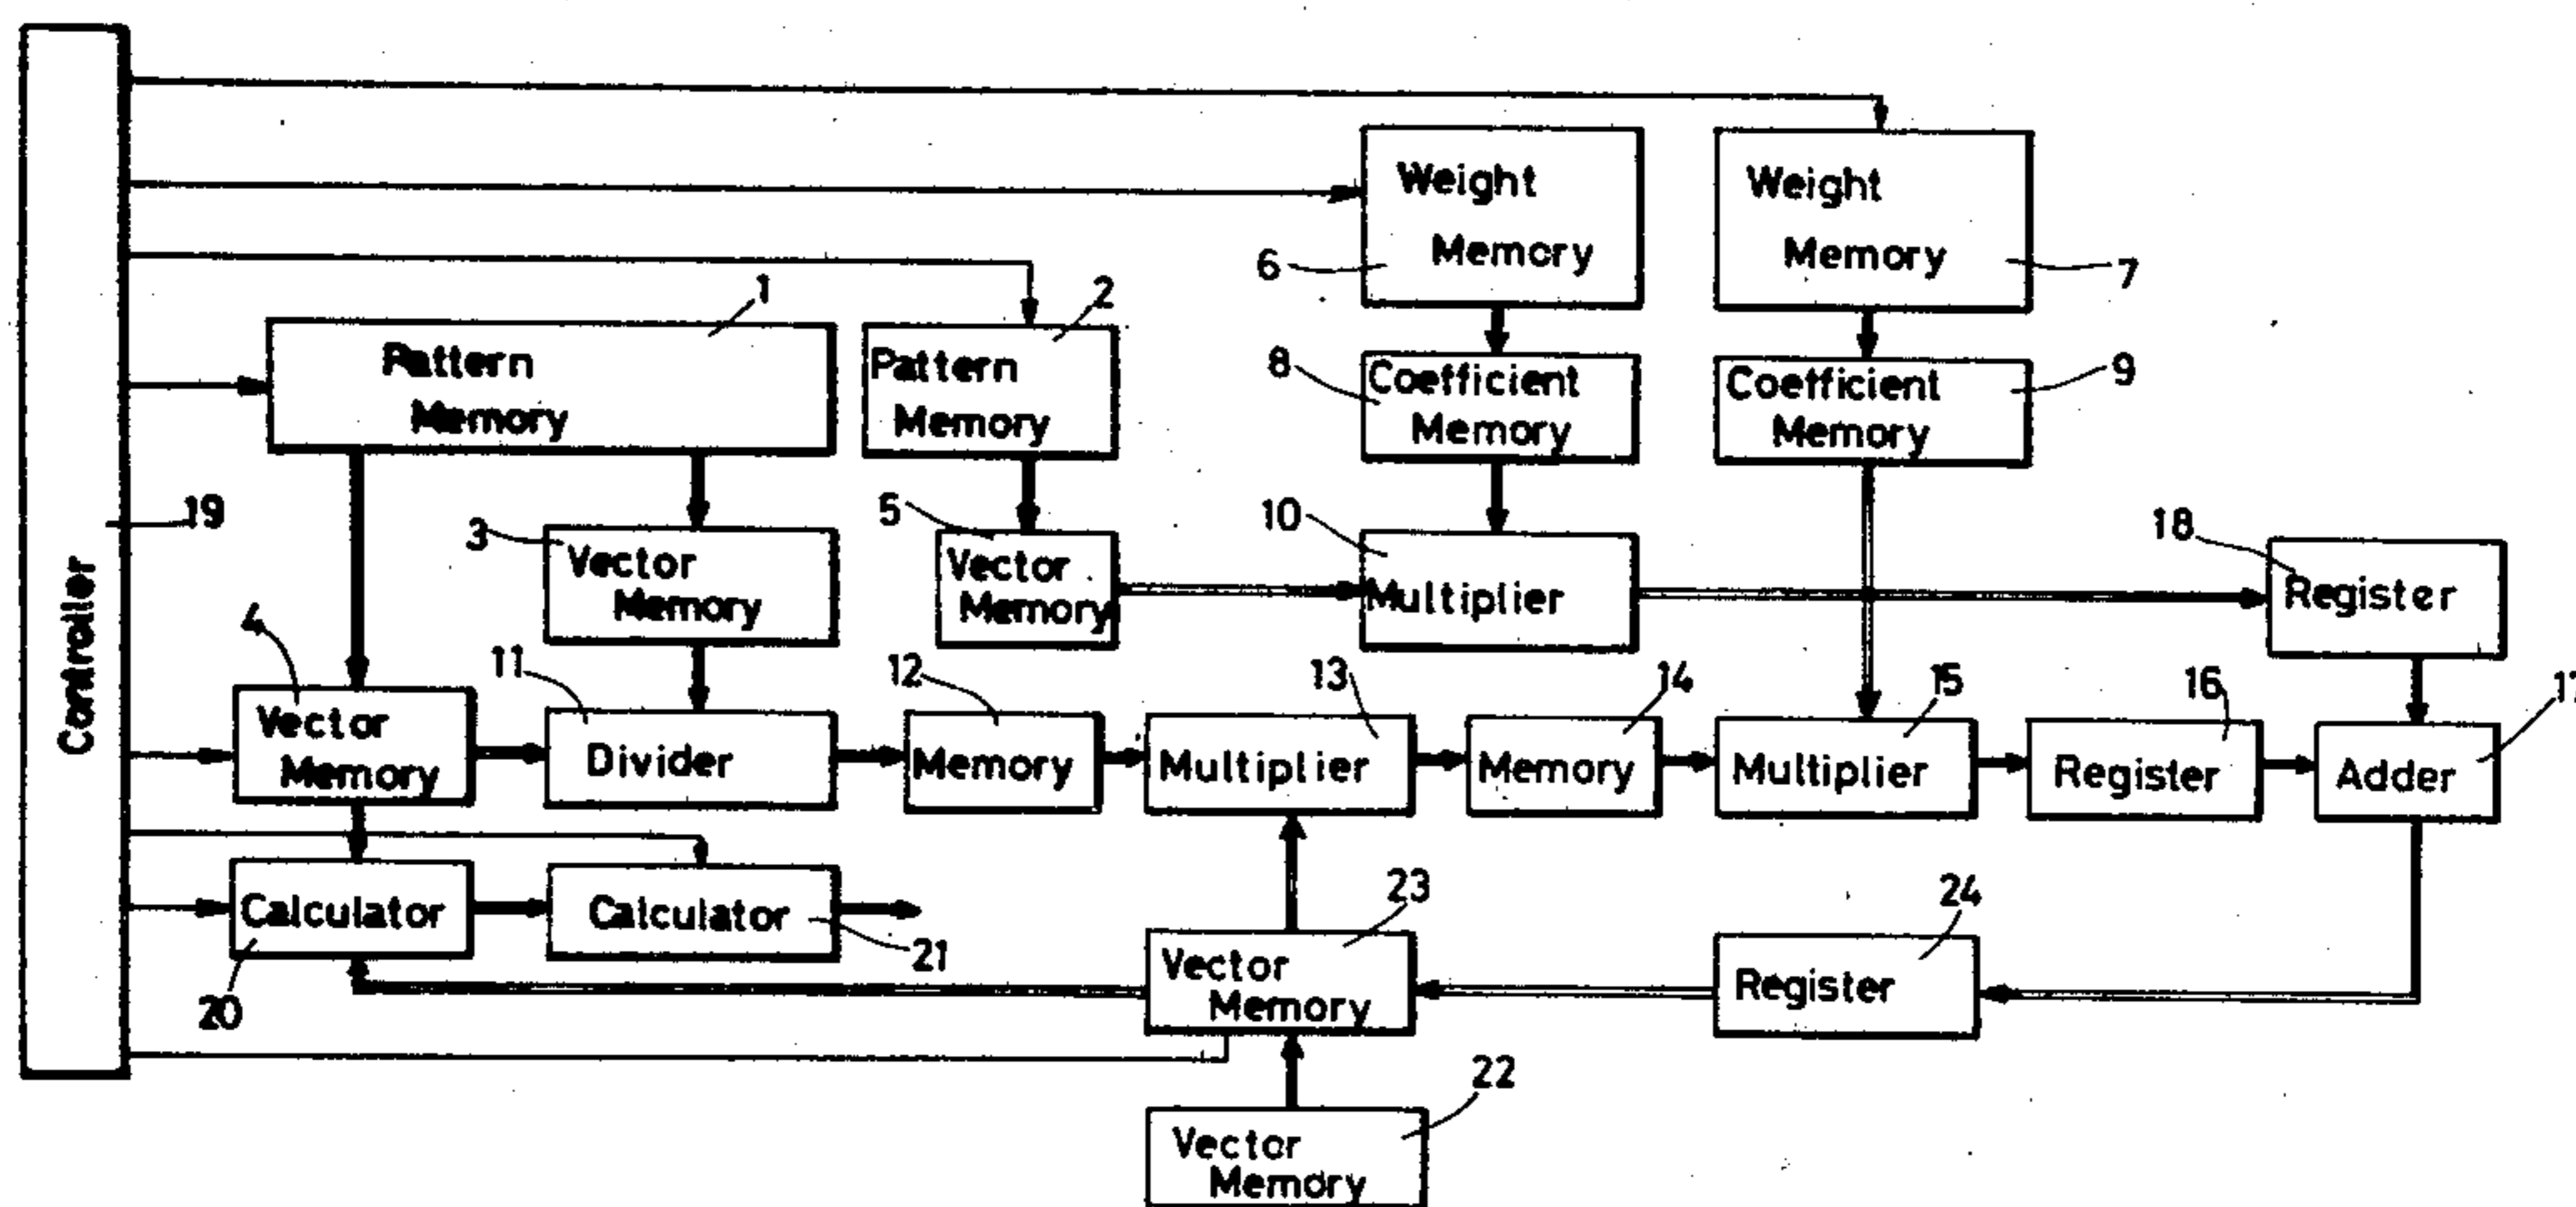 Controller
19
Weight
Memory
6
Weight
Memory
7
1
Pattern
Memory
2
Pattern
Memory
8
Coefficient
Memory
9
Coefficient
Memory
3
Vector
Memory
5
Vector
Memory
10
Multiplier
18
Register
4
Vector
Memory
11
Divider
12
Memory
13
Multiplier
14
Memory
15
Multiplier
16
Register
17
Adder
Calculator
20
Calculator
21
23
Vector
Memory
24
Register
22
Vector
Memory